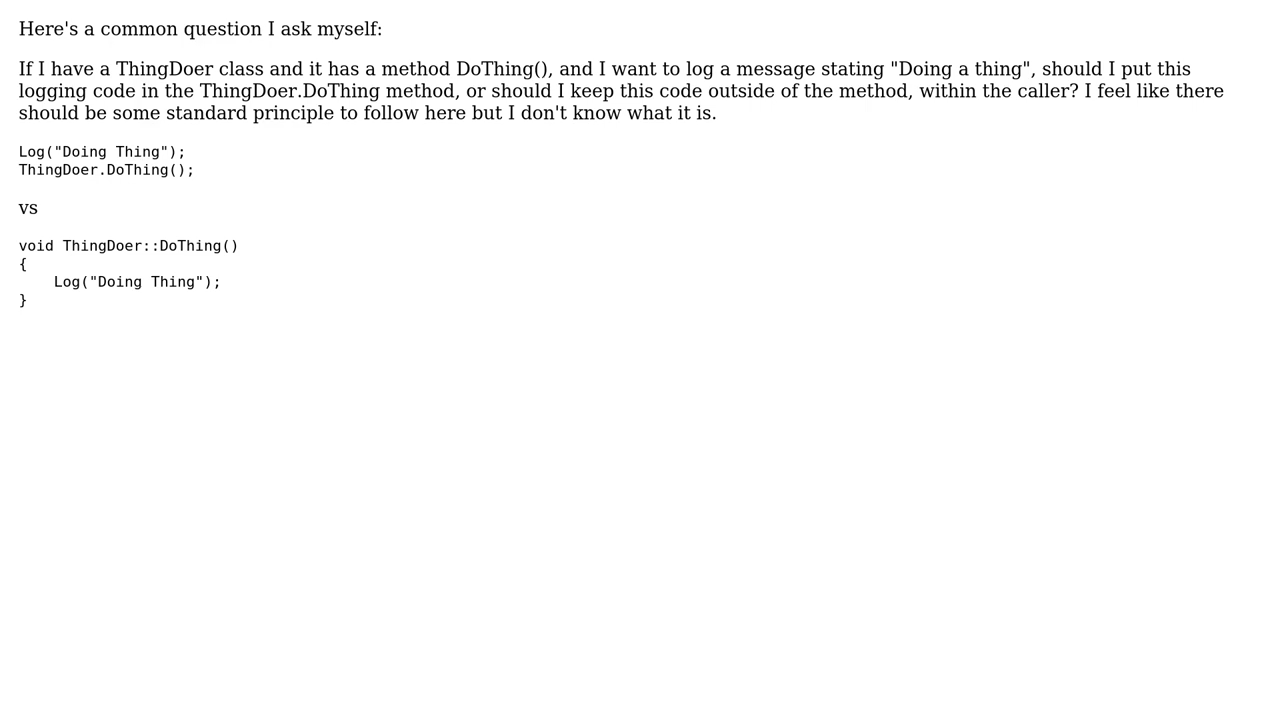 Here's a common question I ask myself:
If I have a ThingDoer class and it has a method DoThing(), and I want to log a message stating "Doing a thing", should I put this
logging code in the ThingDoer.DoThing method, or should I keep this code outside of the method, within the caller? I feel like there
should be some standard principle to follow here but I don't know what it is.
Log("Doing Thing");
ThingDoer.DoThing();
vs
void ThingDoer::DoThing()
{
    Log("Doing Thing");
}